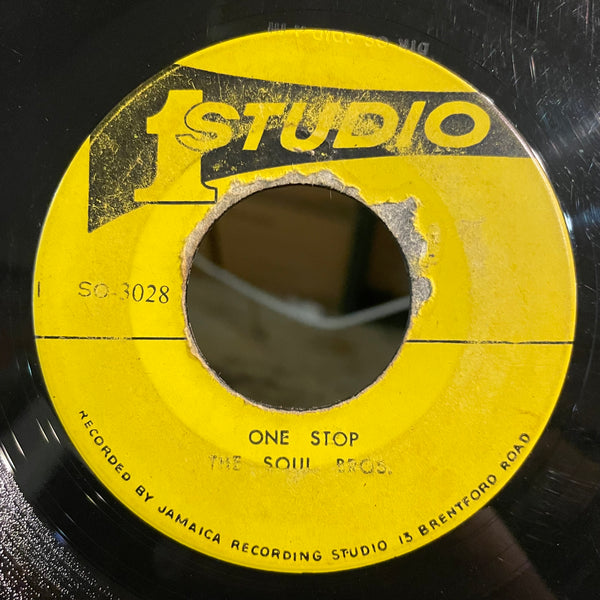 1 STUDIO
SO-3028
ONE STOP
THE SOUL BROS.
RECORDED BY JAMAICA RECORDING STUDIO 13 BRENTFORD ROAD